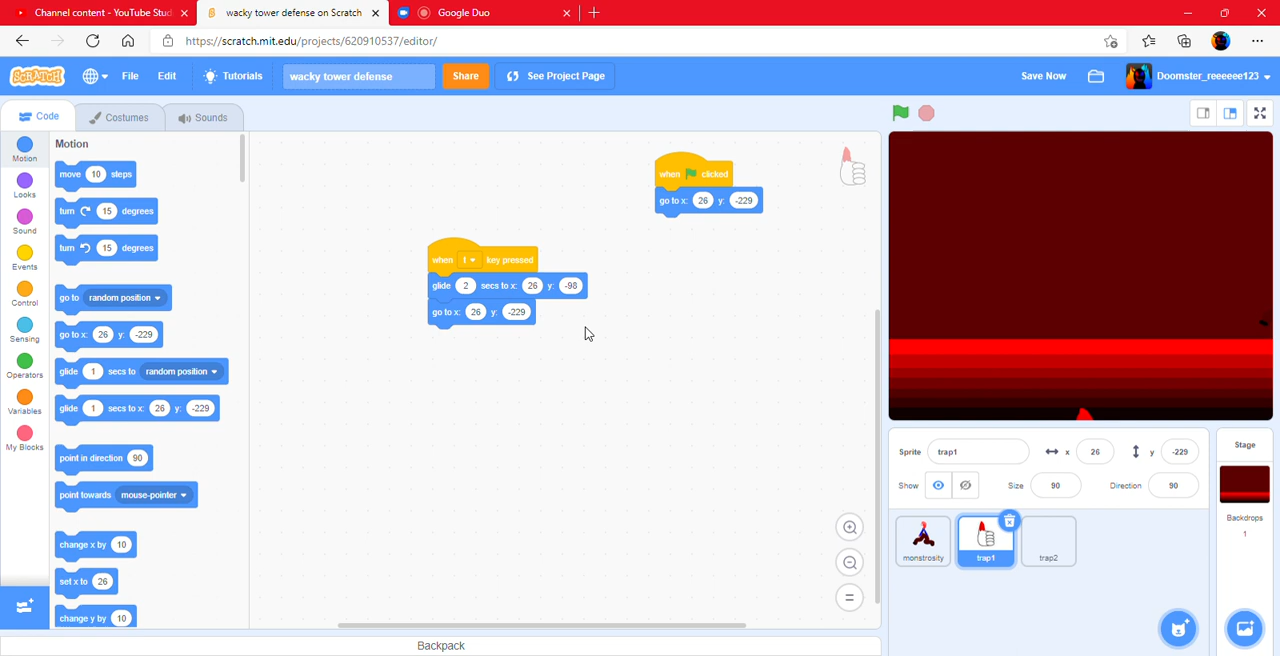 Channel content - YouTube Stud
wacky tower defense on Scratch
Google Duo
https://scratch.mit.edu/projects/620910537/editor/
SCRATCH
File
Edit
Tutorials
wacky tower defense
Share
See Project Page
Save Now
Doomster_reeeeee123
Code
Costumes
Sounds
Motion
Looks
Sound
Events
Control
Sensing
Operators
Variables
My Blocks
Motion
move 10 steps
turn 15 degrees
turn 15 degrees
go to random position
go to x: 26 y: -229
glide 1 secs to random position
glide 1 secs to x: 26 y: -229
point in direction 90
point towards mouse-pointer
change x by 10
set x to 26
change y by 10
when clicked
go to x: 26 y: -229
when t key pressed
glide 2 secs to x: 26 y: -98
go to x: 26 y: -229
Backpack
Sprite trap1 x 26 y -229
Show Size 90 Direction 90
monstrosity
trap1
trap2
Stage
Backdrops
1